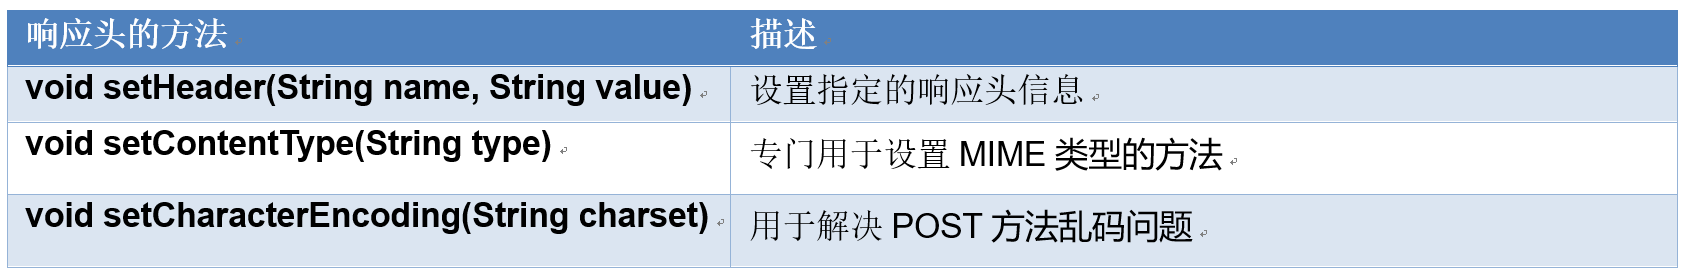 响应头的方法 描述
void setHeader(String name, String value) 设置指定的响应头信息
void setContentType(String type) 专门用于设置 MIME 类型的方法
void setCharacterEncoding(String charset) 用于解决 POST 方法乱码问题